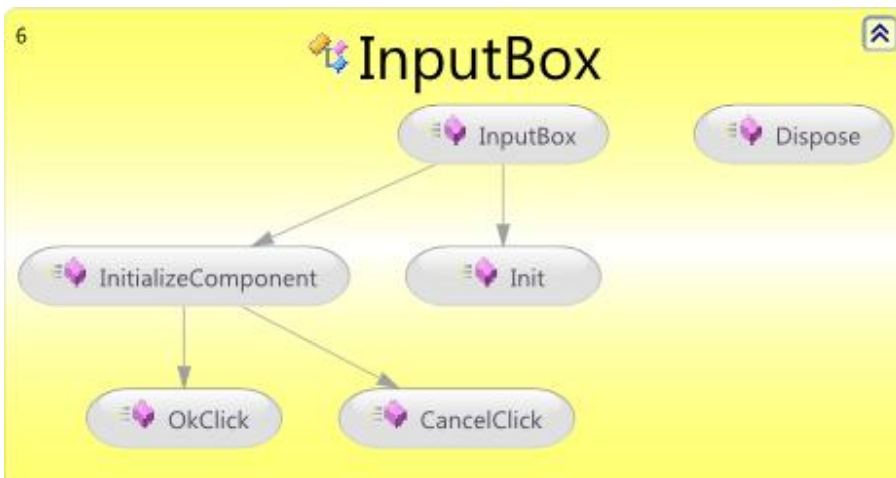 6
InputBox
InputBox
Dispose
InitializeComponent
Init
OkClick
CancelClick